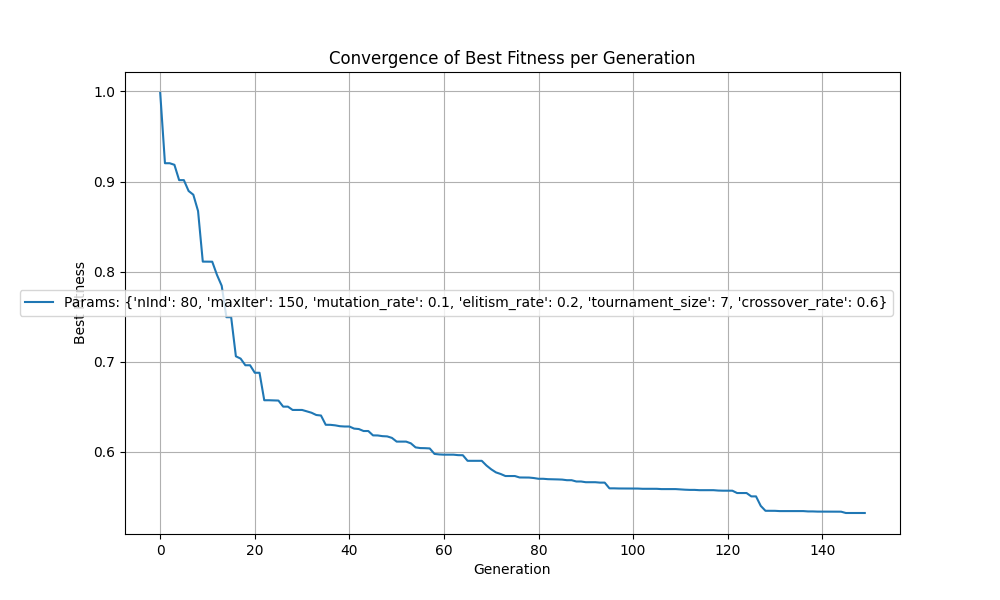 Convergence of Best Fitness per Generation
1.0
0.9
0.8
0.7
0.6
Best
ness
Params: {'nInd': 80, 'maxIter': 150, 'mutation_rate': 0.1, 'elitism_rate': 0.2, 'tournament_size': 7, 'crossover_rate': 0.6}
0 20 40 60 80 100 120 140
Generation